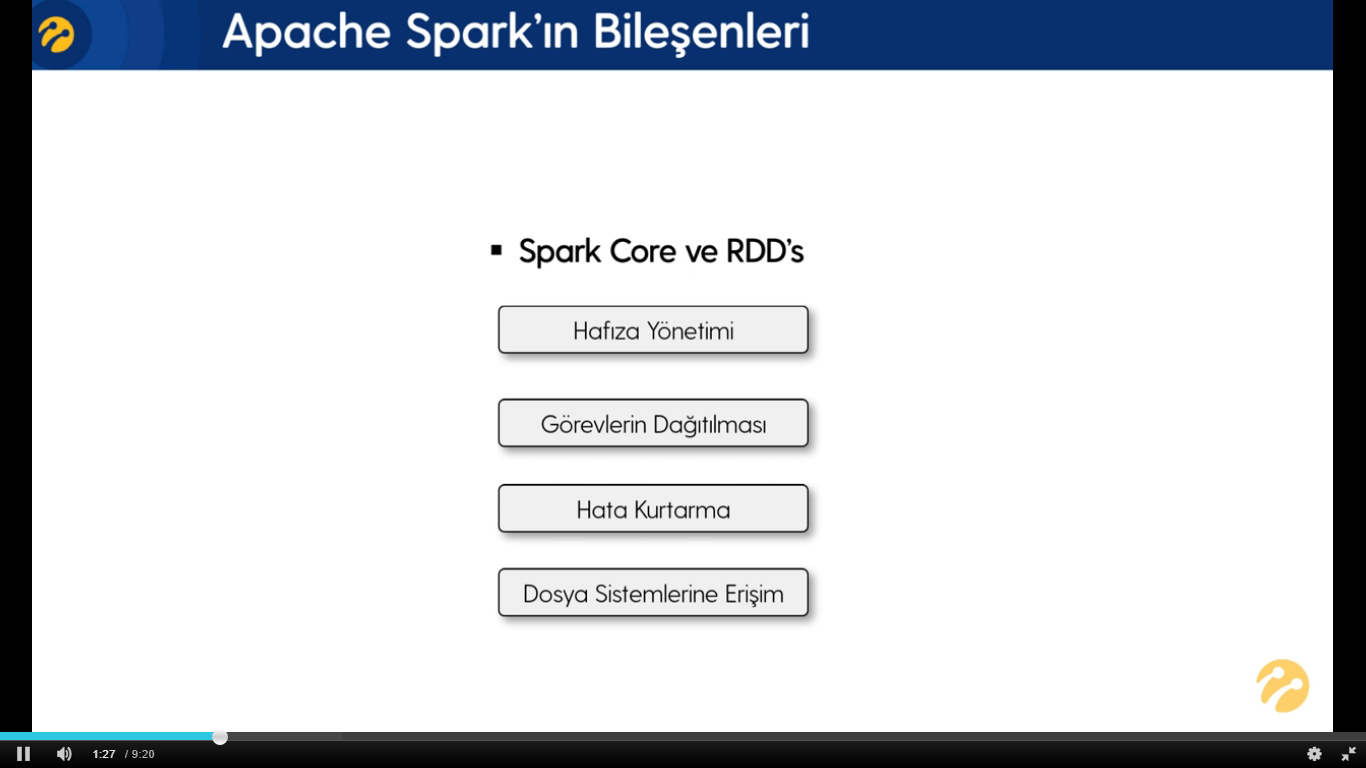 Apache Spark’ın Bileşenleri
▪ Spark Core ve RDD’s
Hafıza Yönetimi
Görevlerin Dağıtılması
Hata Kurtarma
Dosya Sistemlerine Erişim
1:27 / 9:20